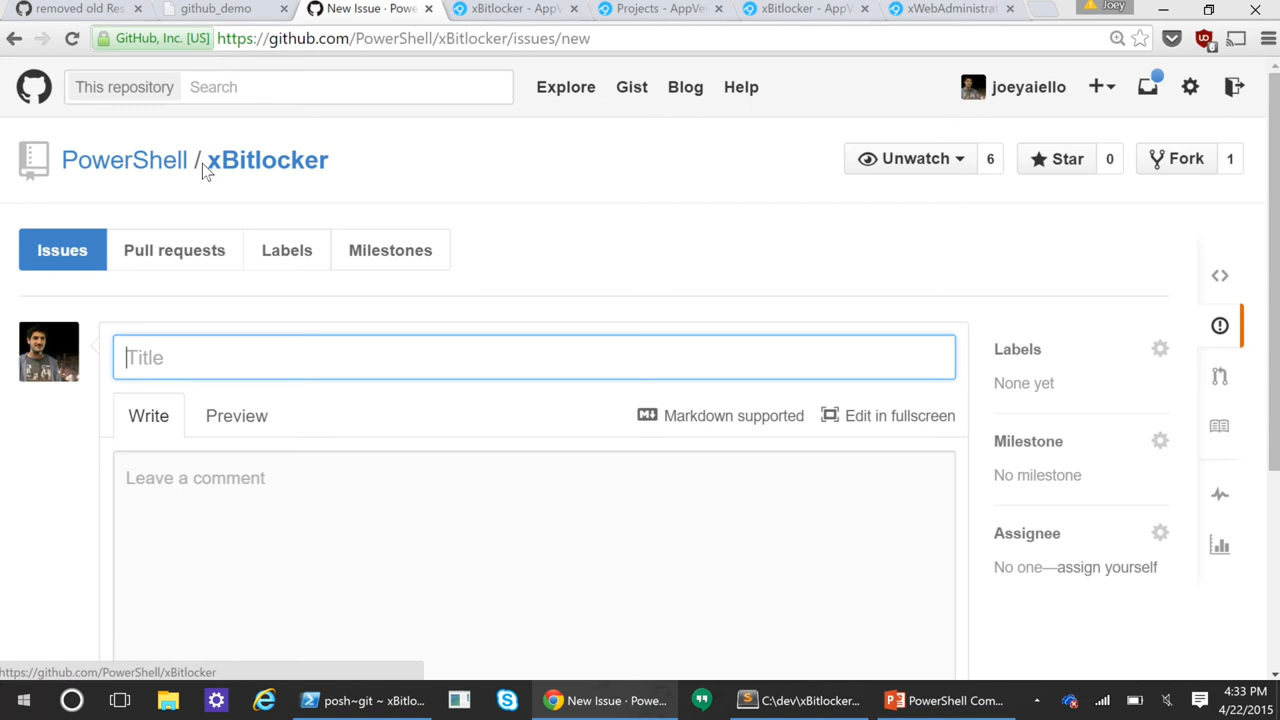 removed old Res
github_demo
New Issue · Powe
xBitlocker - AppV
Projects - AppVe
xBitlocker - AppV
xWebAdministra
Joey
GitHub, Inc. [US]
https://github.com/PowerShell/xBitlocker/issues/new
6
This repository
Search
Explore
Gist
Blog
Help
joeyaiello
PowerShell / xBitlocker
Unwatch
6
Star
0
Fork
1
Issues
Pull requests
Labels
Milestones
Title
Write
Preview
Markdown supported
Edit in fullscreen
Leave a comment
Labels
None yet
Milestone
No milestone
Assignee
No one—assign yourself
https://github.com/PowerShell/xBitlocker
posh~git ~ xBitlo...
New Issue · Powe...
C:\dev\xBitlocker...
PowerShell Com...
4:33 PM
4/22/2015